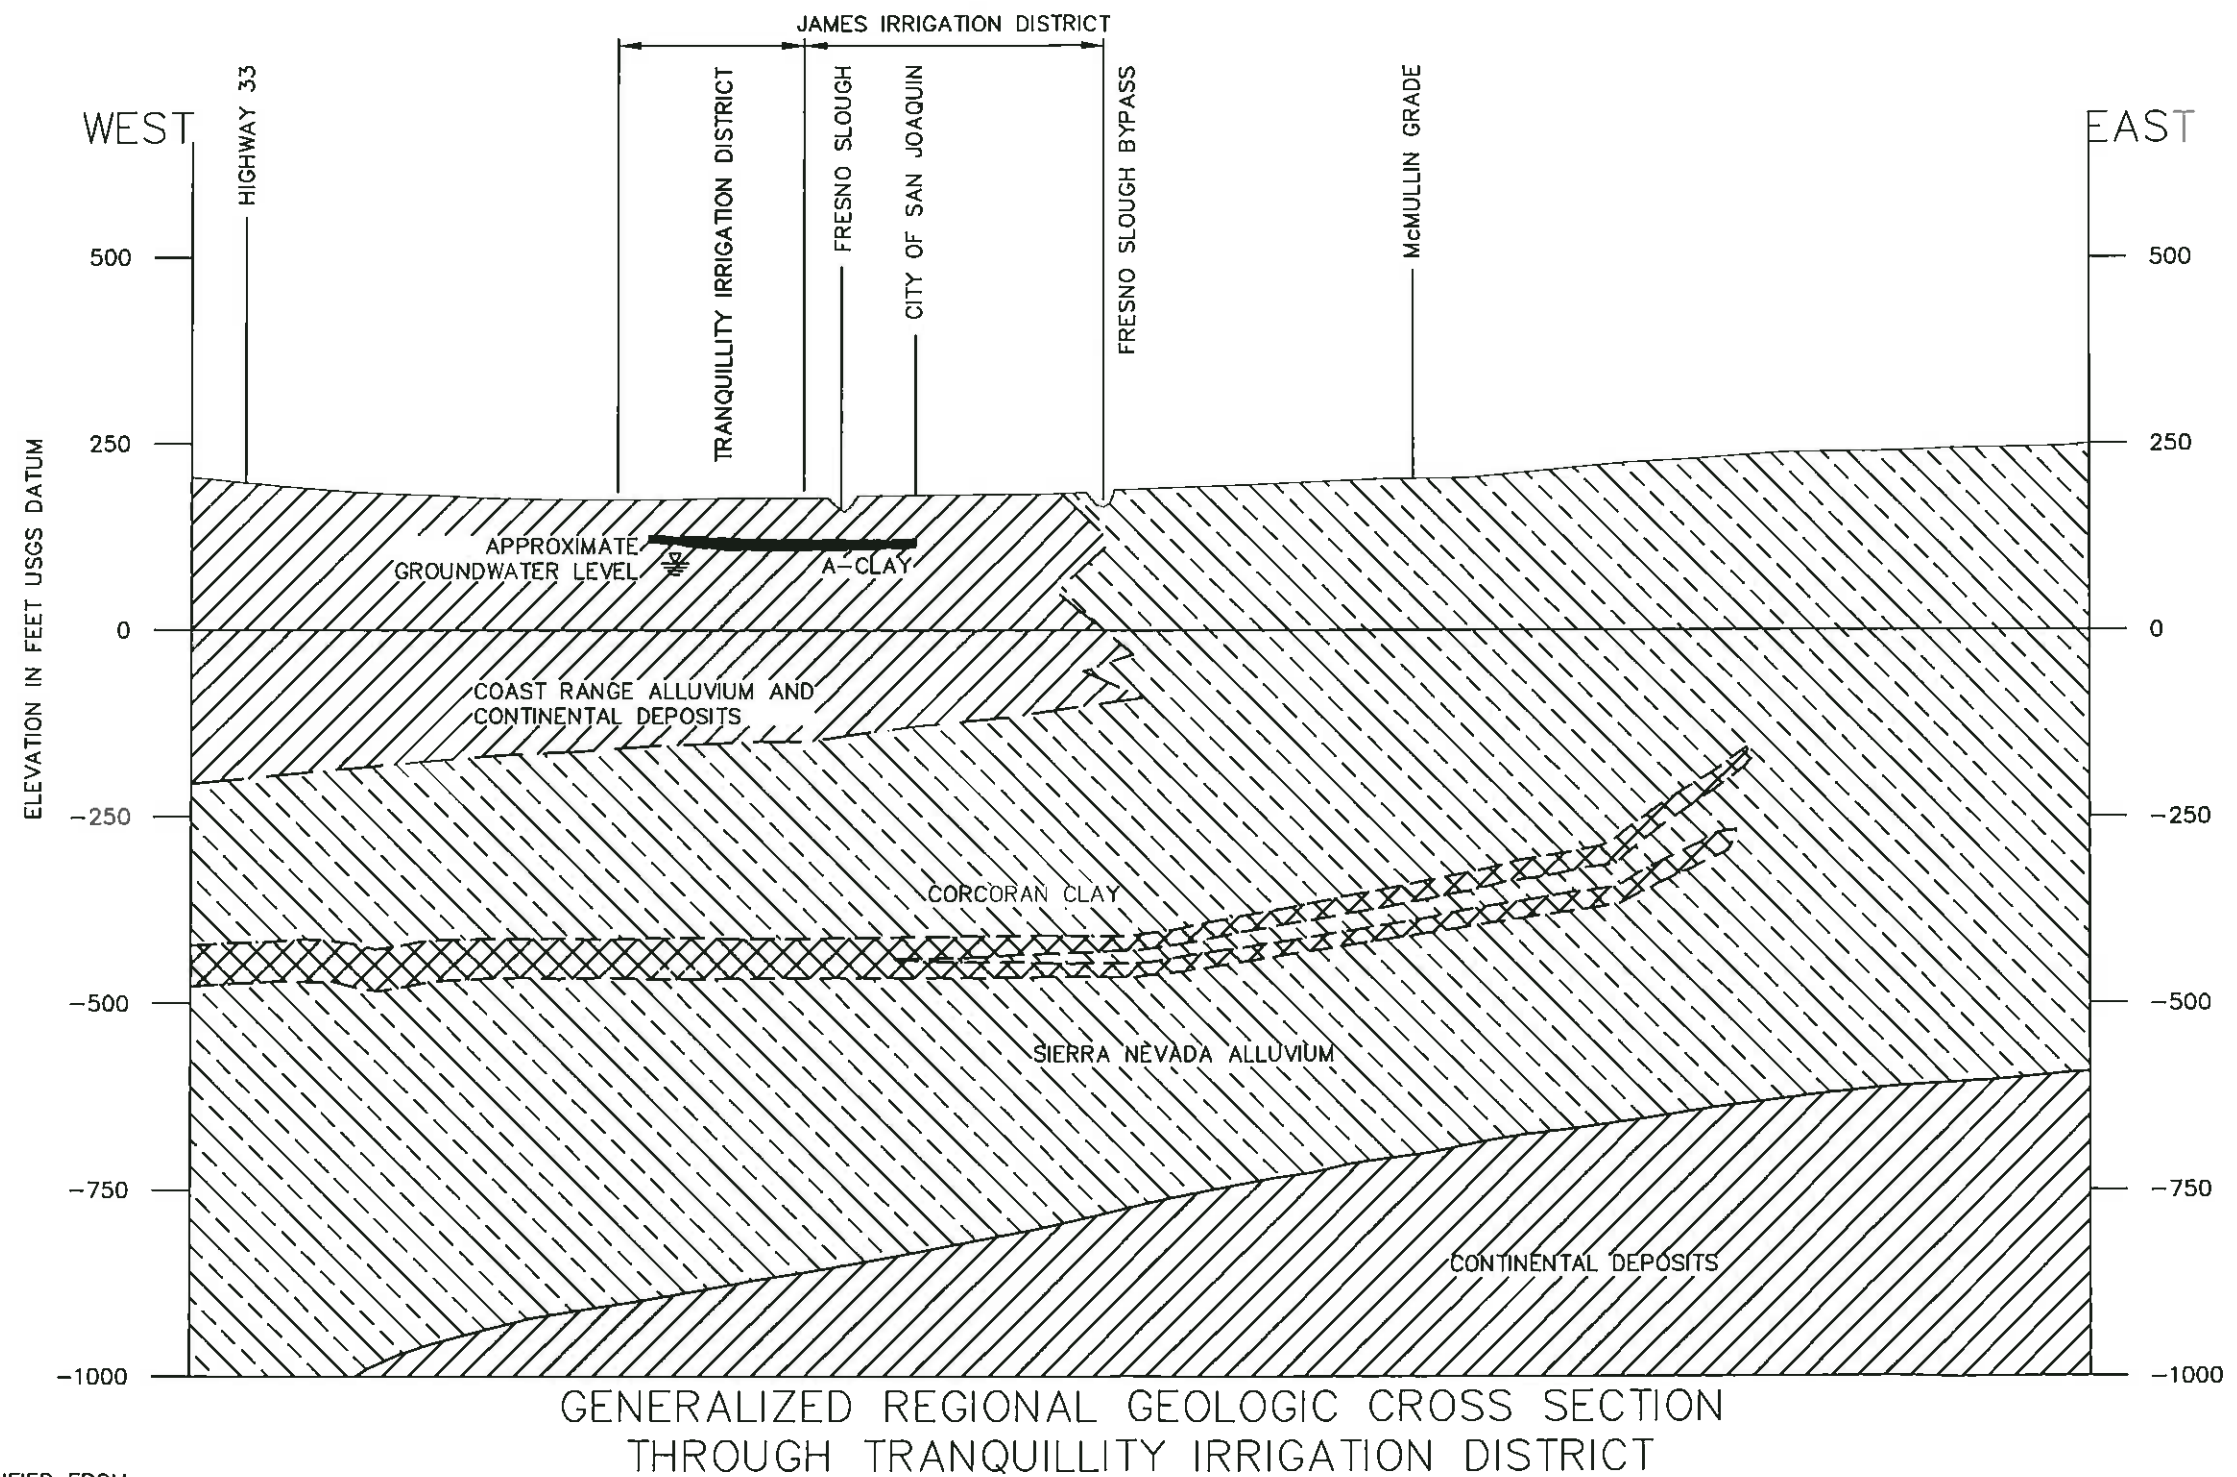 JAMES IRRIGATION DISTRICT
WEST
HIGHWAY 33
TRANQUILLITY IRRIGATION DISTRICT
FRESNO SLOUGH
CITY OF SAN JOAQUIN
FRESNO SLOUGH BYPASS
McMULLIN GRADE
EAST
500
500
250
250
ELEVATION IN FEET USGS DATUM
APPROXIMATE
GROUNDWATER LEVEL
A-CLAY
0
0
COAST RANGE ALLUVIUM AND
CONTINENTAL DEPOSITS
-250
-250
CORCORAN CLAY
-500
-500
SIERRA NEVADA ALLUVIUM
-750
-750
CONTINENTAL DEPOSITS
-1000
-1000
GENERALIZED REGIONAL GEOLOGIC CROSS SECTION
THROUGH TRANQUILLITY IRRIGATION DISTRICT